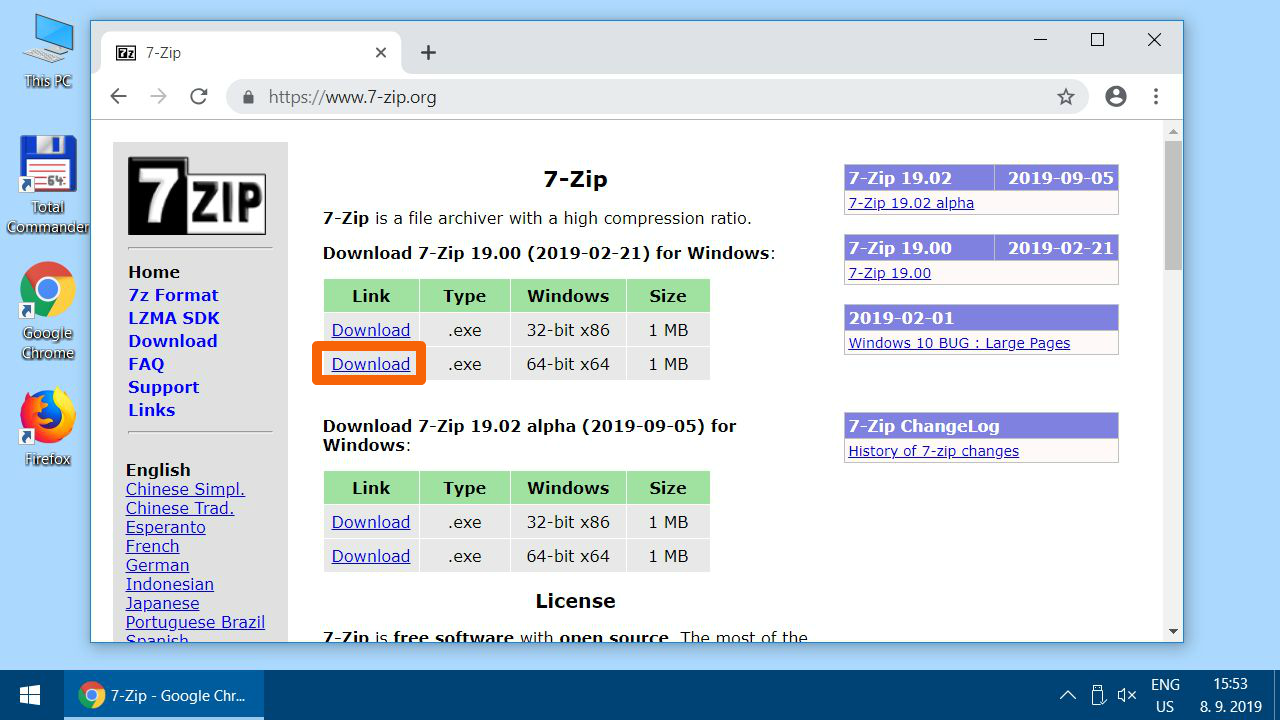 This PC
Total
Commander
64
Google
Chrome
Firefox
7z 7-Zip
https://www.7-zip.org
7ZIP
Home
7z Format
LZMA SDK
Download
FAQ
Support
Links
English
Chinese Simpl.
Chinese Trad.
Esperanto
French
German
Indonesian
Japanese
Portuguese Brazil
Spanish
7-Zip
7-Zip is a file archiver with a high compression ratio.
Download 7-Zip 19.00 (2019-02-21) for Windows:
Link Type Windows Size
Download .exe 32-bit x86 1 MB
Download .exe 64-bit x64 1 MB
Download 7-Zip 19.02 alpha (2019-09-05) for
Windows:
Link Type Windows Size
Download .exe 32-bit x86 1 MB
Download .exe 64-bit x64 1 MB
License
7-Zip is free software with open source. The most of the
7-Zip 19.02 2019-09-05
7-Zip 19.02 alpha
7-Zip 19.00 2019-02-21
7-Zip 19.00
2019-02-01
Windows 10 BUG : Large Pages
7-Zip ChangeLog
History of 7-zip changes
7-Zip - Google Chr...
ENG
US
15:53
8. 9. 2019